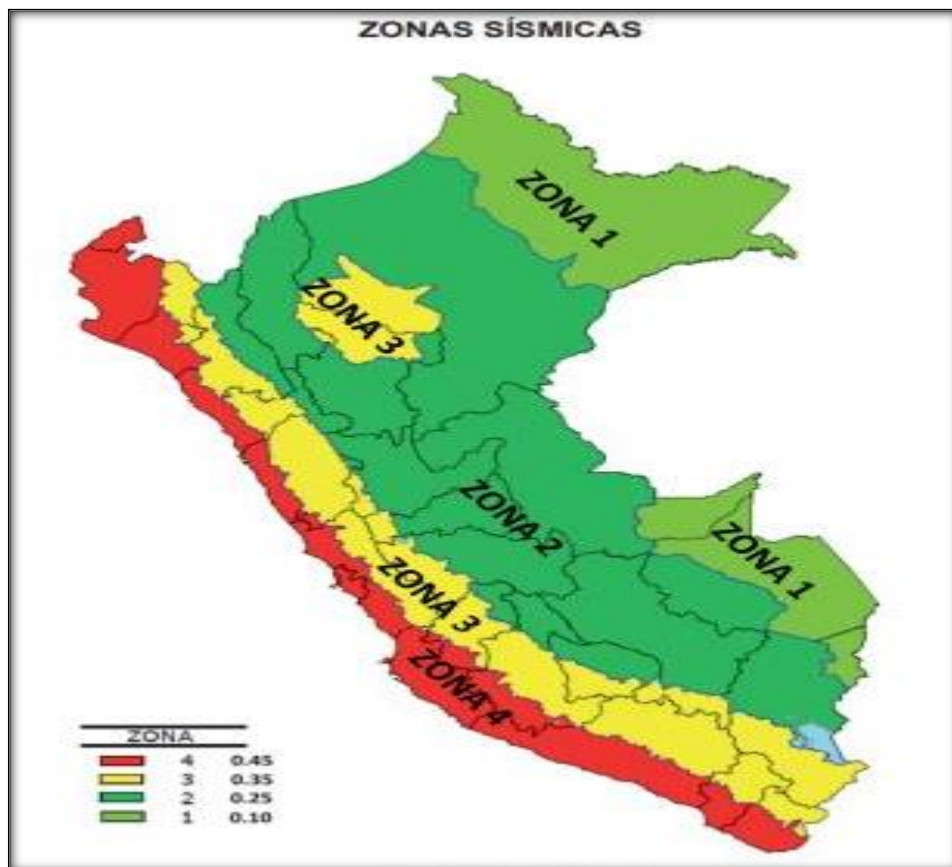 ZONAS SÍSMICAS
ZONA 1
ZONA 3
ZONA 2
ZONA 1
ZONA 3
ZONA 4
ZONA
4 0.45
3 0.35
2 0.25
1 0.10